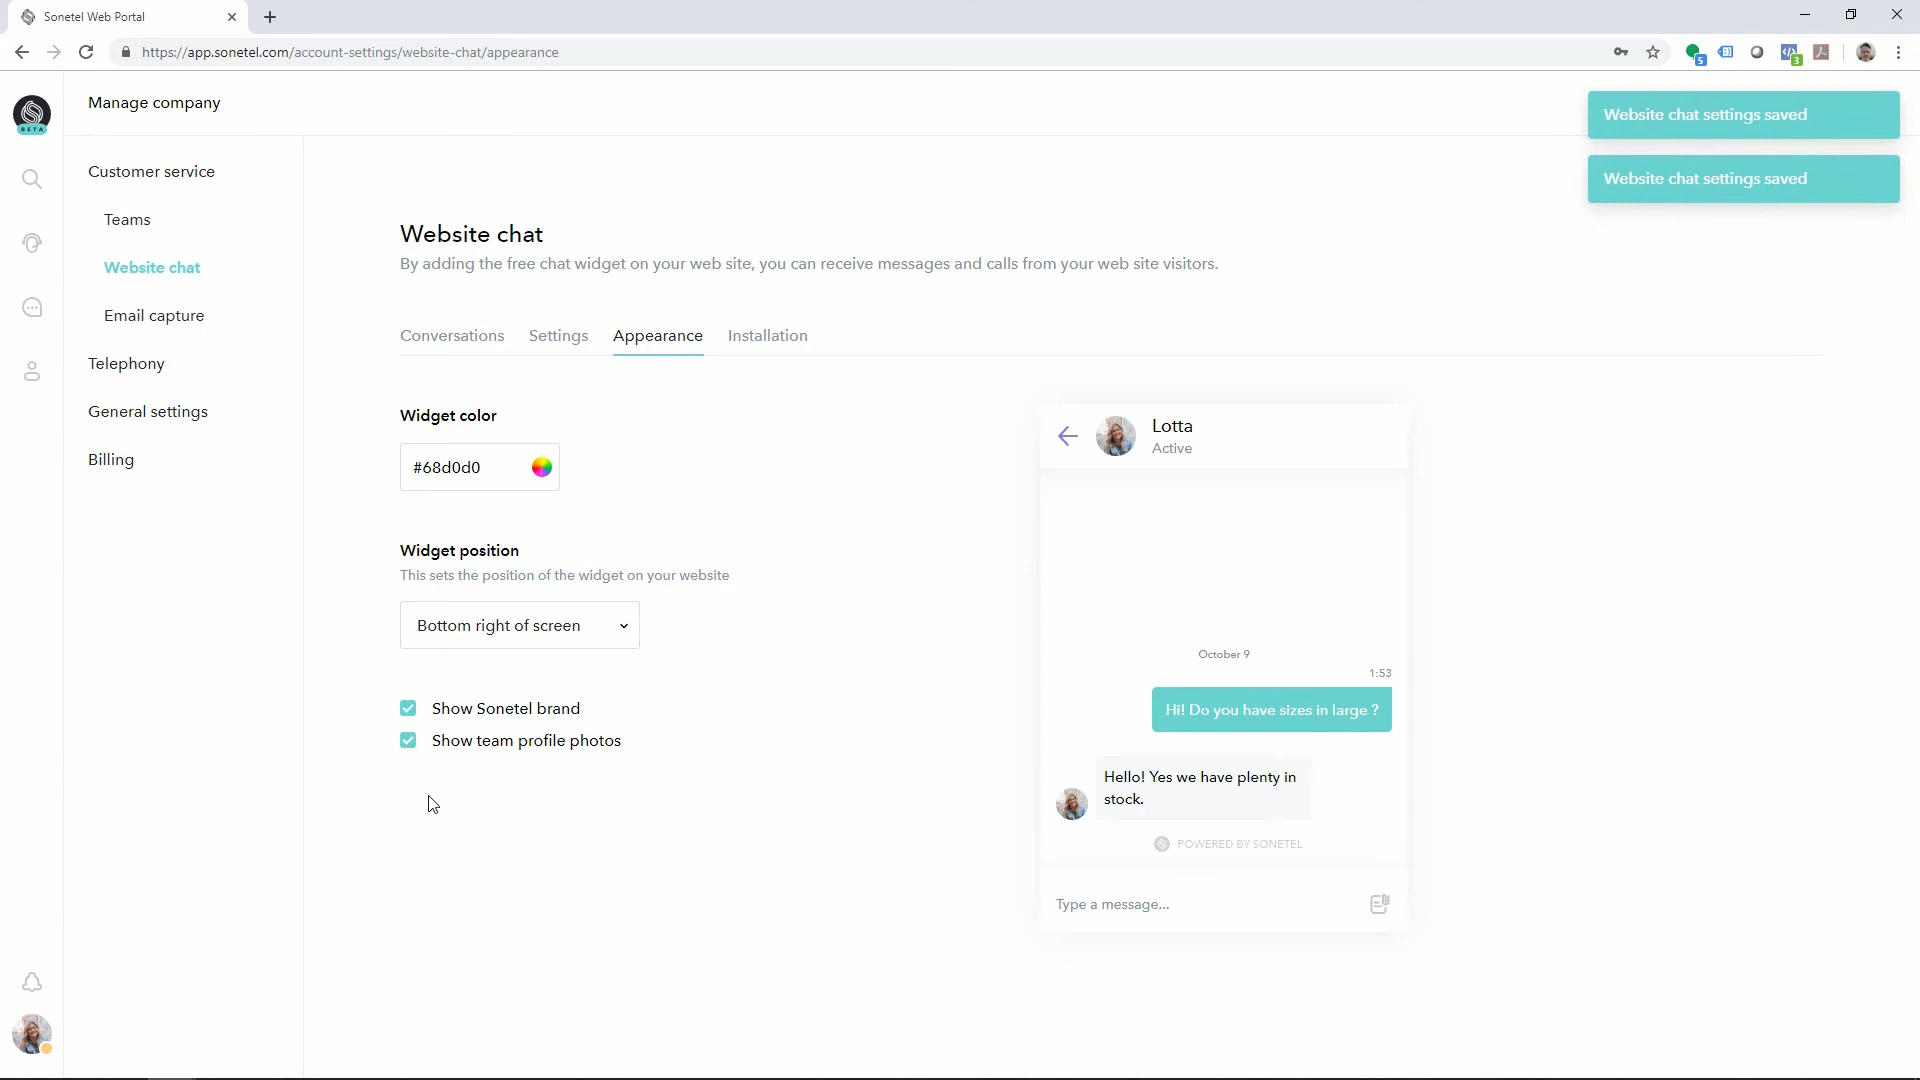 Sonetel Web Portal
https://app.sonetel.com/account-settings/website-chat/appearance
5
3
BETA
Manage company
Website chat settings saved
Website chat settings saved
Customer service
Teams
Website chat
Email capture
Telephony
General settings
Billing
Website chat
By adding the free chat widget on your web site, you can receive messages and calls from your web site visitors.
Conversations
Settings
Appearance
Installation
Widget color
#68d0d0
Widget position
This sets the position of the widget on your website
Bottom right of screen
Show Sonetel brand
Show team profile photos
Lotta
Active
October 9
1:53
Hi! Do you have sizes in large ?
Hello! Yes we have plenty in
stock.
POWERED BY SONETEL
Type a message...